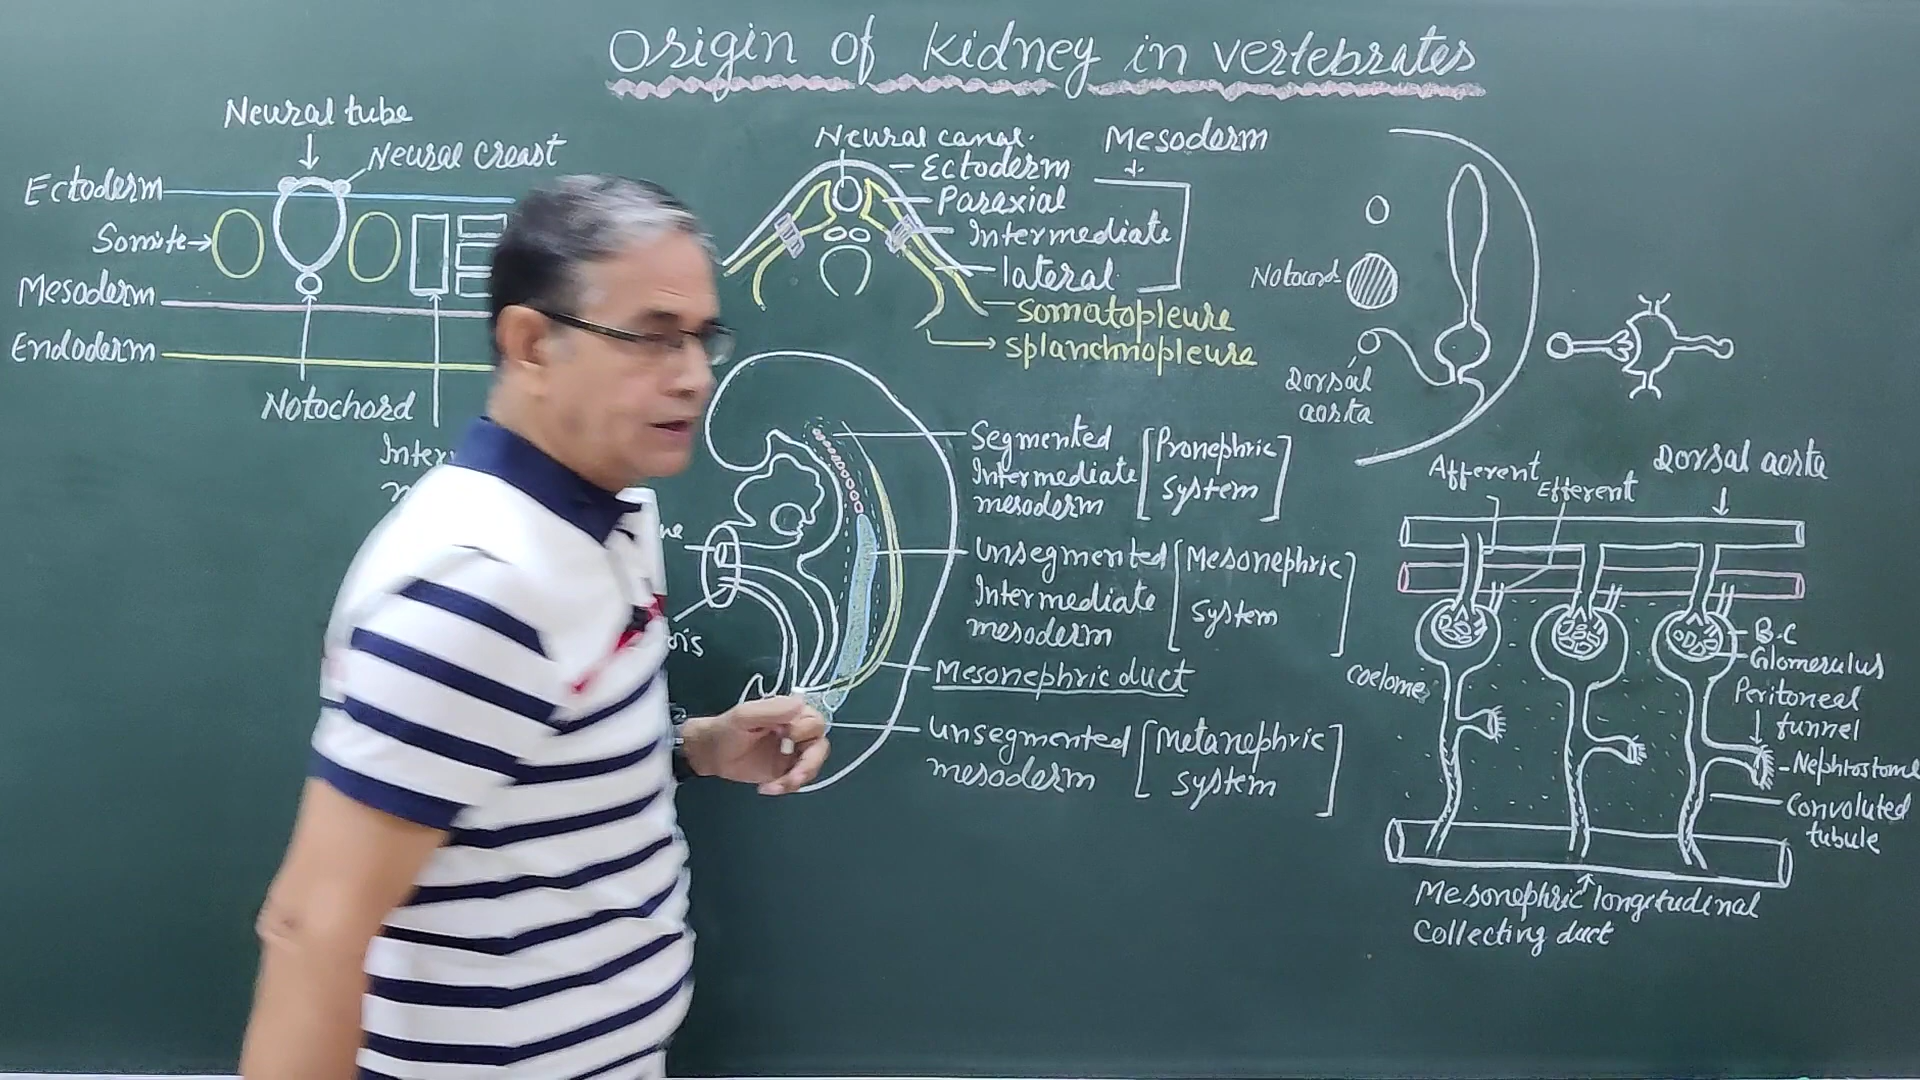 Origin of kidney in vertebrates
Neural tube
Neural Creast
Ectoderm
Somite
Mesoderm
Endoderm
Notochord
Neural canal
Mesoderm
Ectoderm
Paraxial
Intermediate
lateral
somatopleure
splanchnopleure
Segmented
Intermediate
mesoderm
[Pronephric
System]
Unsegmented
Intermediate
mesoderm
[Mesonephric
System]
Mesonephric duct
Unsegmented
mesoderm
[Metanephric
System]
Notocord
Dorsal
aorta
Afferent
Efferent
Dorsal aorta
B.C
Glomerulus
coelome
Peritoneal
funnel
Nephrostome
Convoluted
tubule
Mesonephric longitudinal
Collecting duct